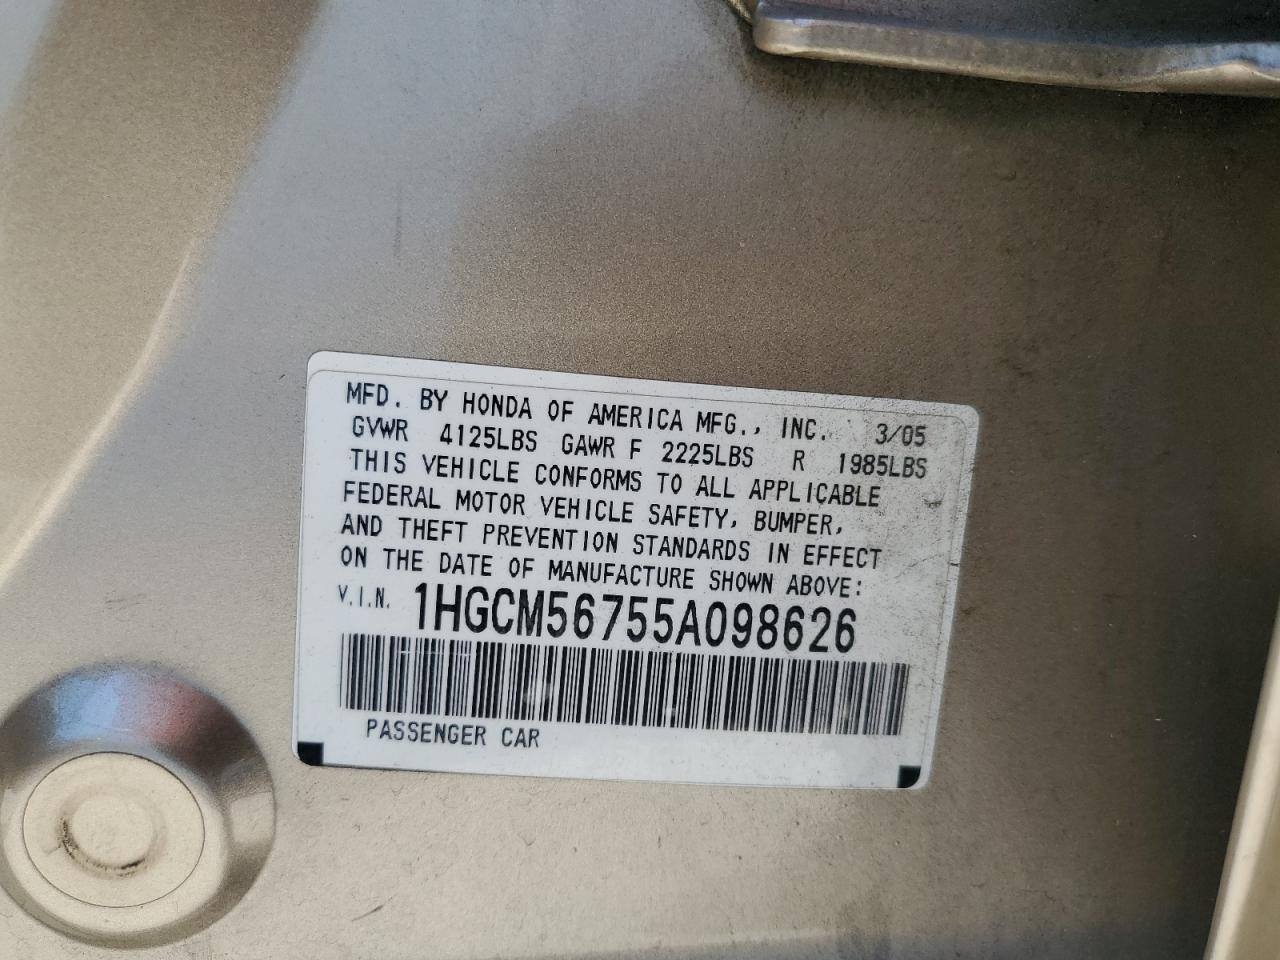 MFD. BY HONDA OF AMERICA MFG., INC. 3/05
GVWR 4125LBS GAWR F 2225LBS R 1985LBS
THIS VEHICLE CONFORMS TO ALL APPLICABLE
FEDERAL MOTOR VEHICLE SAFETY, BUMPER,
AND THEFT PREVENTION STANDARDS IN EFFECT
ON THE DATE OF MANUFACTURE SHOWN ABOVE:
V.I.N. 1HGCM56755A098626
PASSENGER CAR